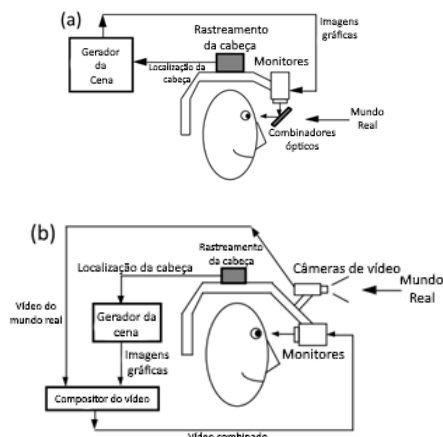 (a)
Rastreamento
da cabeça
Imagens
gráficas
Gerador
da
Cena
Localização da
cabeça
Monitores
Mundo
Real
Combinadores
ópticos
(b)
Rastreamento
da cabeça
Localização da cabeça
Câmeras de vídeo
Mundo
Real
Vídeo do
mundo real
Gerador da
cena
Imagens
gráficas
Monitores
Compositor do vídeo
Vídeo combinado